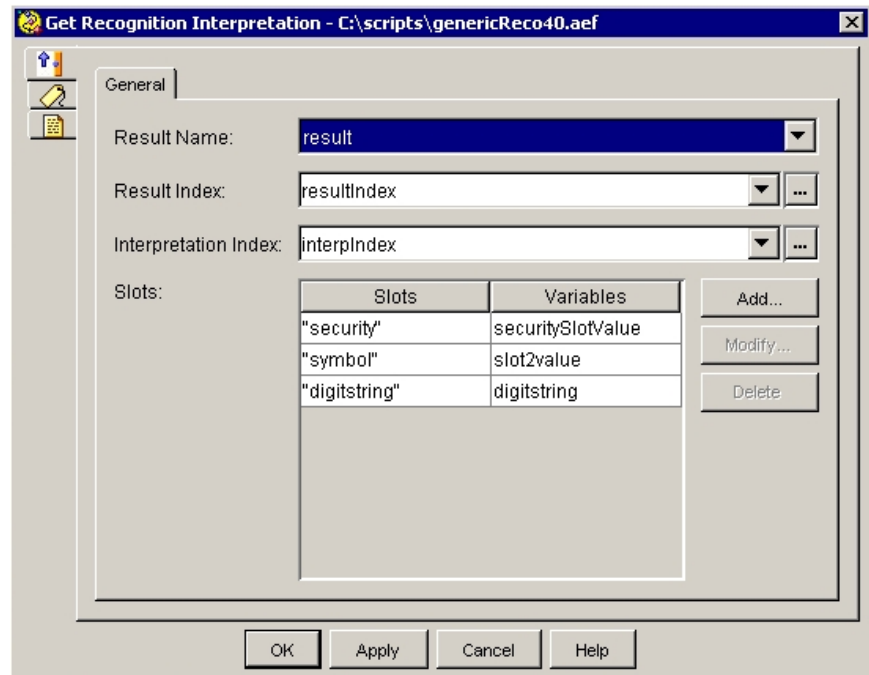 Get Recognition Interpretation - C:\scripts\genericReco40.aef
General
Result Name: result
Result Index: resultIndex ...
Interpretation Index: interpIndex ...
Slots: Slots Variables Add...
"security" securitySlotValue
"symbol" slot2value Modify...
"digitstring" digitstring Delete
OK Apply Cancel Help